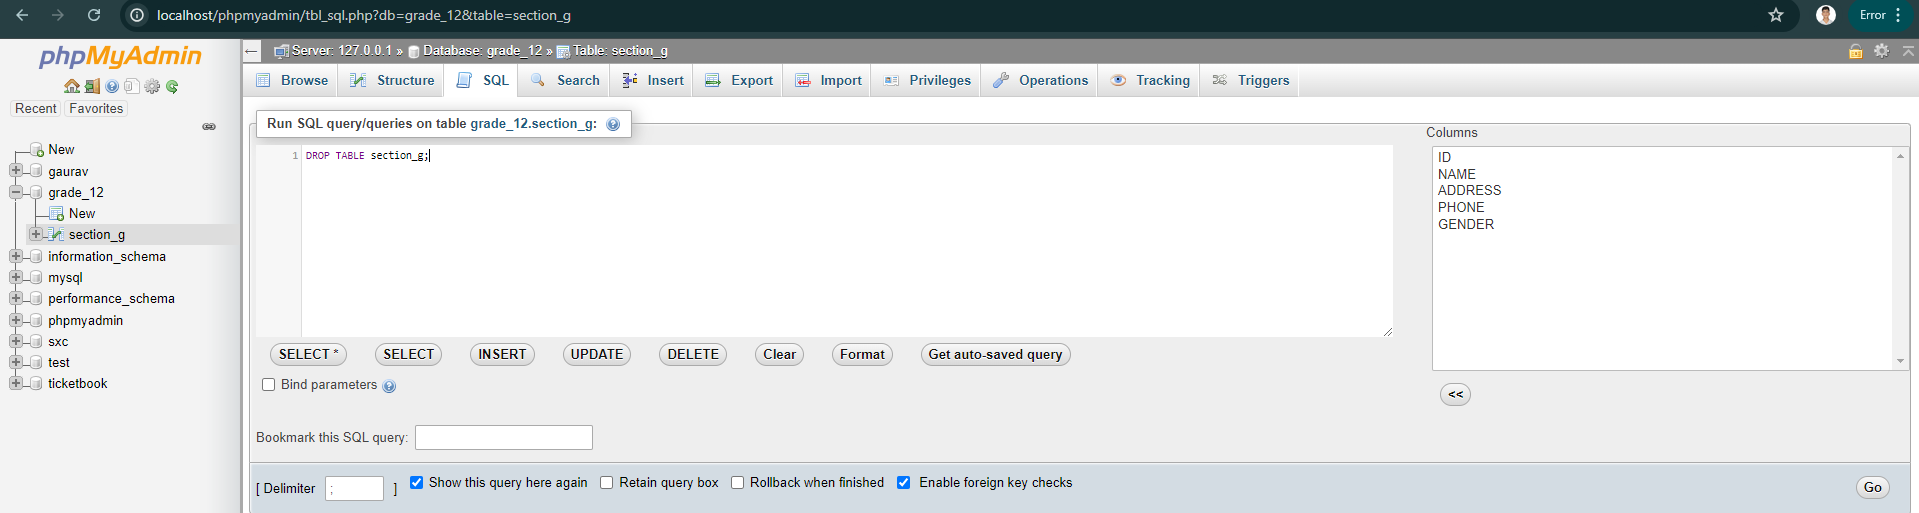 localhost/phpmyadmin/tbl_sql.php?db=grade_12&table=section_g
Error
phpMyAdmin
Recent Favorites
New
gaurav
grade_12
New
section_g
information_schema
mysql
performance_schema
phpmyadmin
sxc
test
ticketbook
Server: 127.0.0.1 » Database: grade_12 » Table: section_g
Browse Structure SQL Search Insert Export Import Privileges Operations Tracking Triggers
Run SQL query/queries on table grade_12.section_g:
1 DROP TABLE section_g;
Columns
ID
NAME
ADDRESS
PHONE
GENDER
<<
SELECT * SELECT INSERT UPDATE DELETE Clear Format Get auto-saved query
Bind parameters
Bookmark this SQL query:
[ Delimiter ; ] Show this query here again Retain query box Rollback when finished Enable foreign key checks
Go